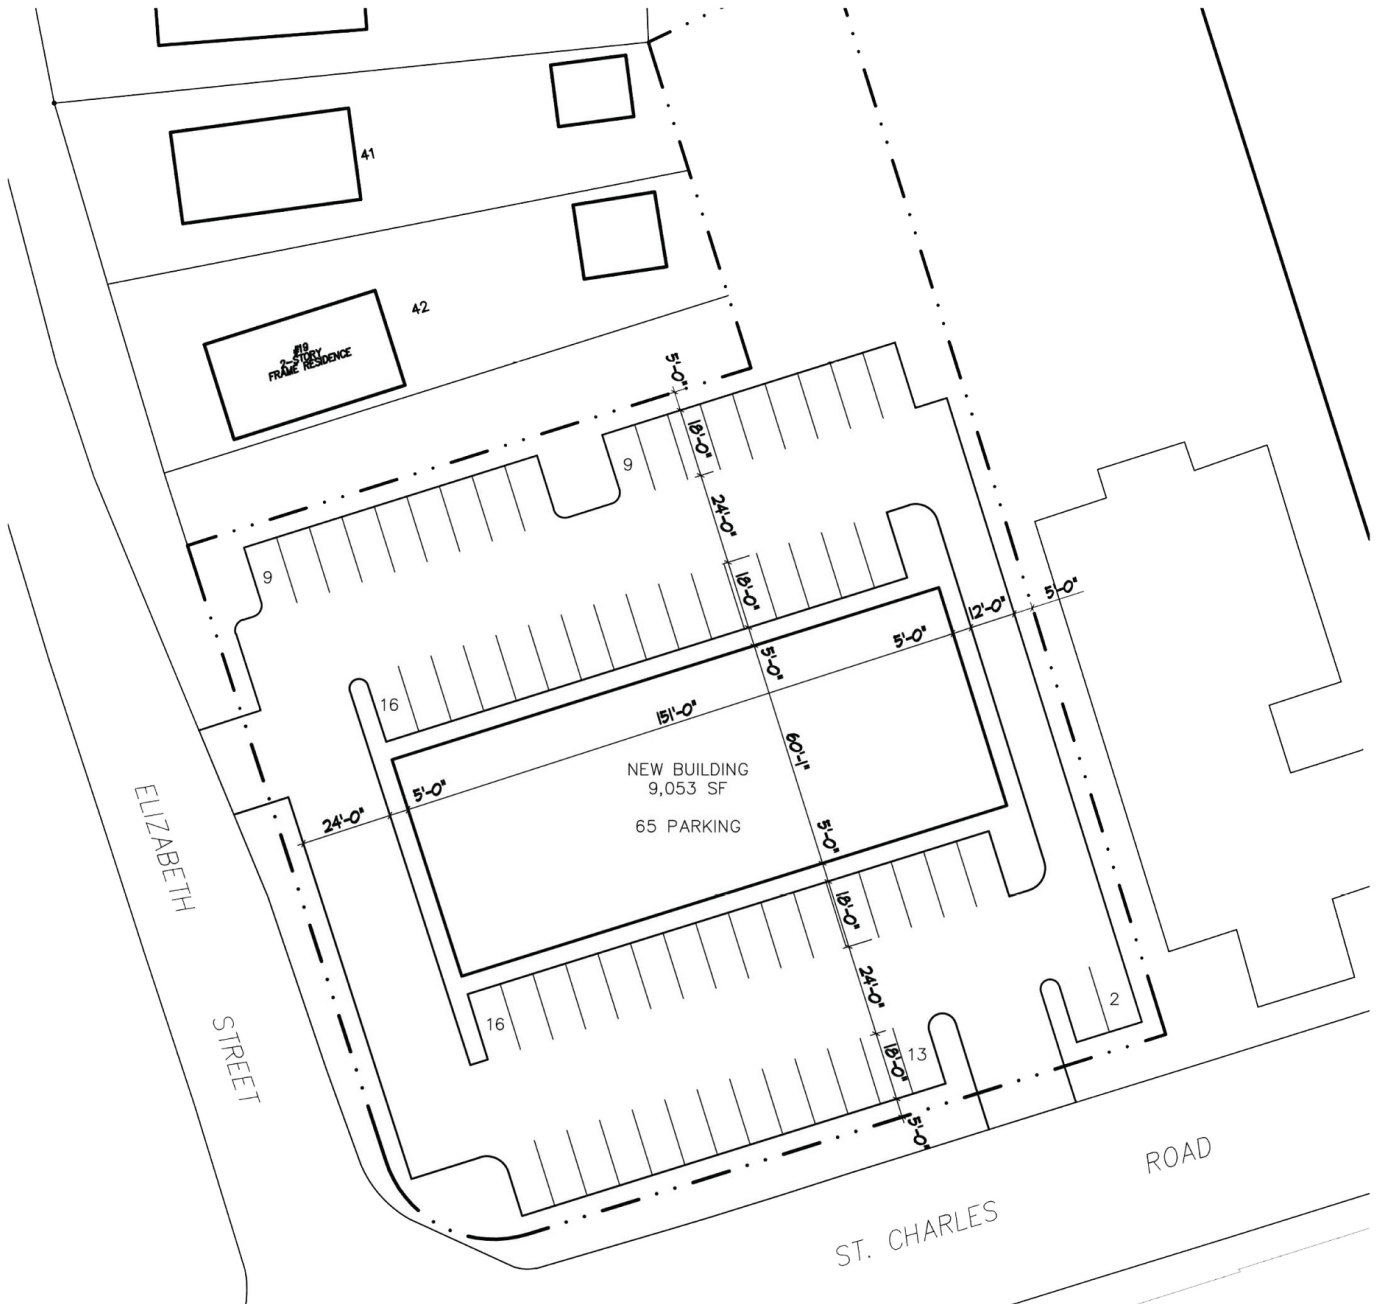 41
42
#19
2-STORY
FRAME RESIDENCE
5'-0"
18'-0"
9
24'-0"
9
18'-0"
5'-0"
12'-0"
5'-0"
5'-0"
16
151'-0"
60'-1"
NEW BUILDING
9,053 SF
65 PARKING
5'-0"
24'-0"
5'-0"
18'-0"
24'-0"
16
2
18'-0"
13
5'-0"
ELIZABETH
STREET
ST. CHARLES
ROAD